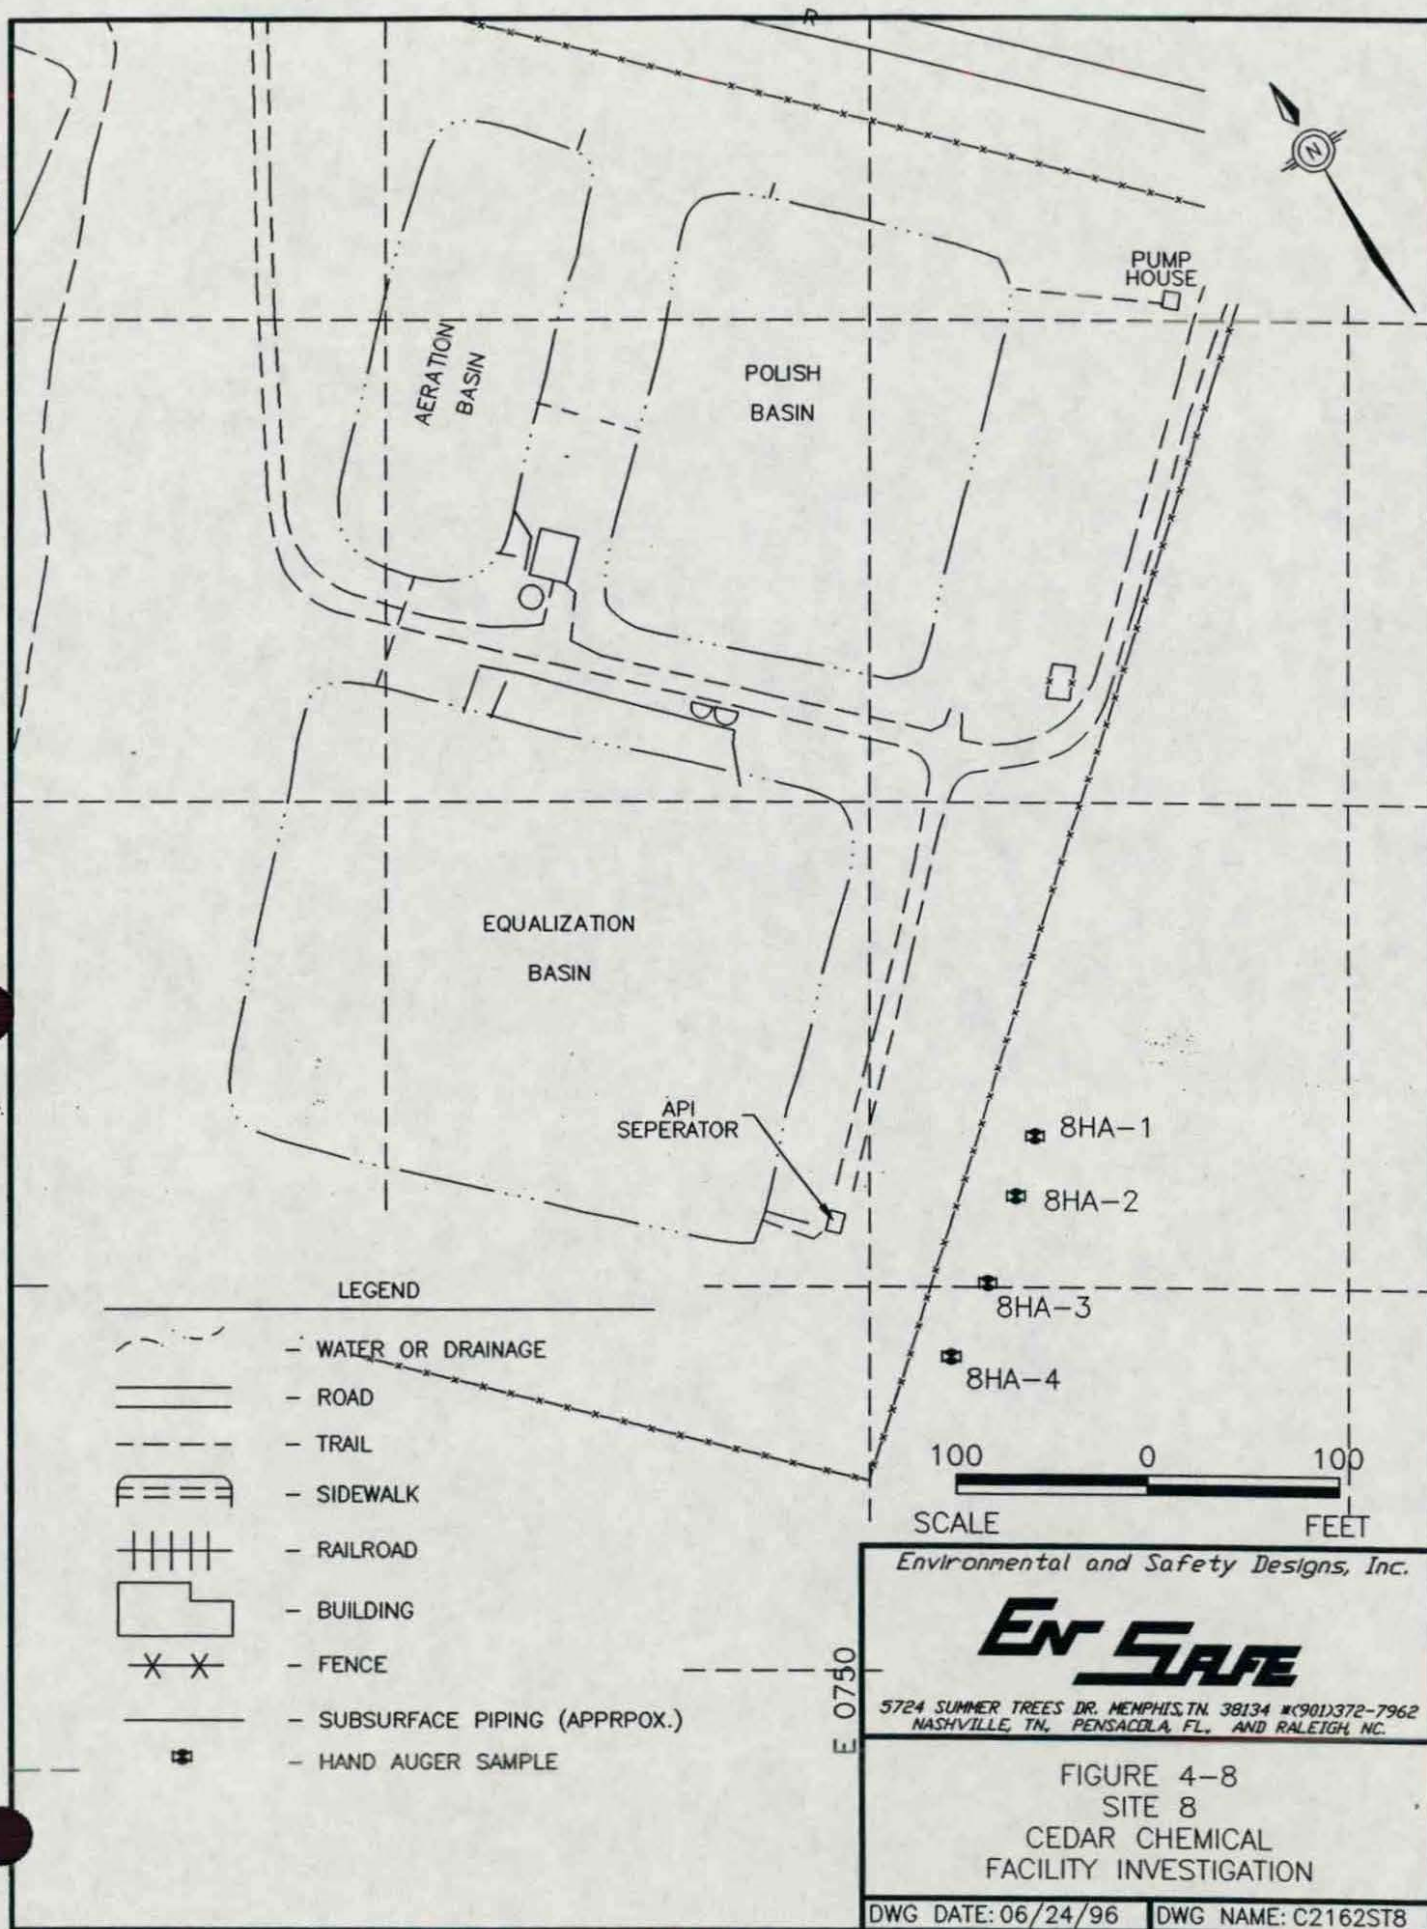 R
N
PUMP
HOUSE
AERATION
BASIN
POLISH
BASIN
EQUALIZATION
BASIN
API
SEPERATOR
8HA-1
8HA-2
8HA-3
8HA-4
LEGEND
- WATER OR DRAINAGE
- ROAD
- TRAIL
- SIDEWALK
- RAILROAD
- BUILDING
- FENCE
- SUBSURFACE PIPING (APPRPOX.)
- HAND AUGER SAMPLE
100 0 100
SCALE FEET
E 0750
Environmental and Safety Designs, Inc.
EnSafe
5724 SUMMER TREES DR. MEMPHIS, TN. 38134 #(901)372-7962
NASHVILLE, TN, PENSACOLA, FL, AND RALEIGH, NC.
FIGURE 4-8
SITE 8
CEDAR CHEMICAL
FACILITY INVESTIGATION
DWG DATE: 06/24/96 DWG NAME: C2162ST8